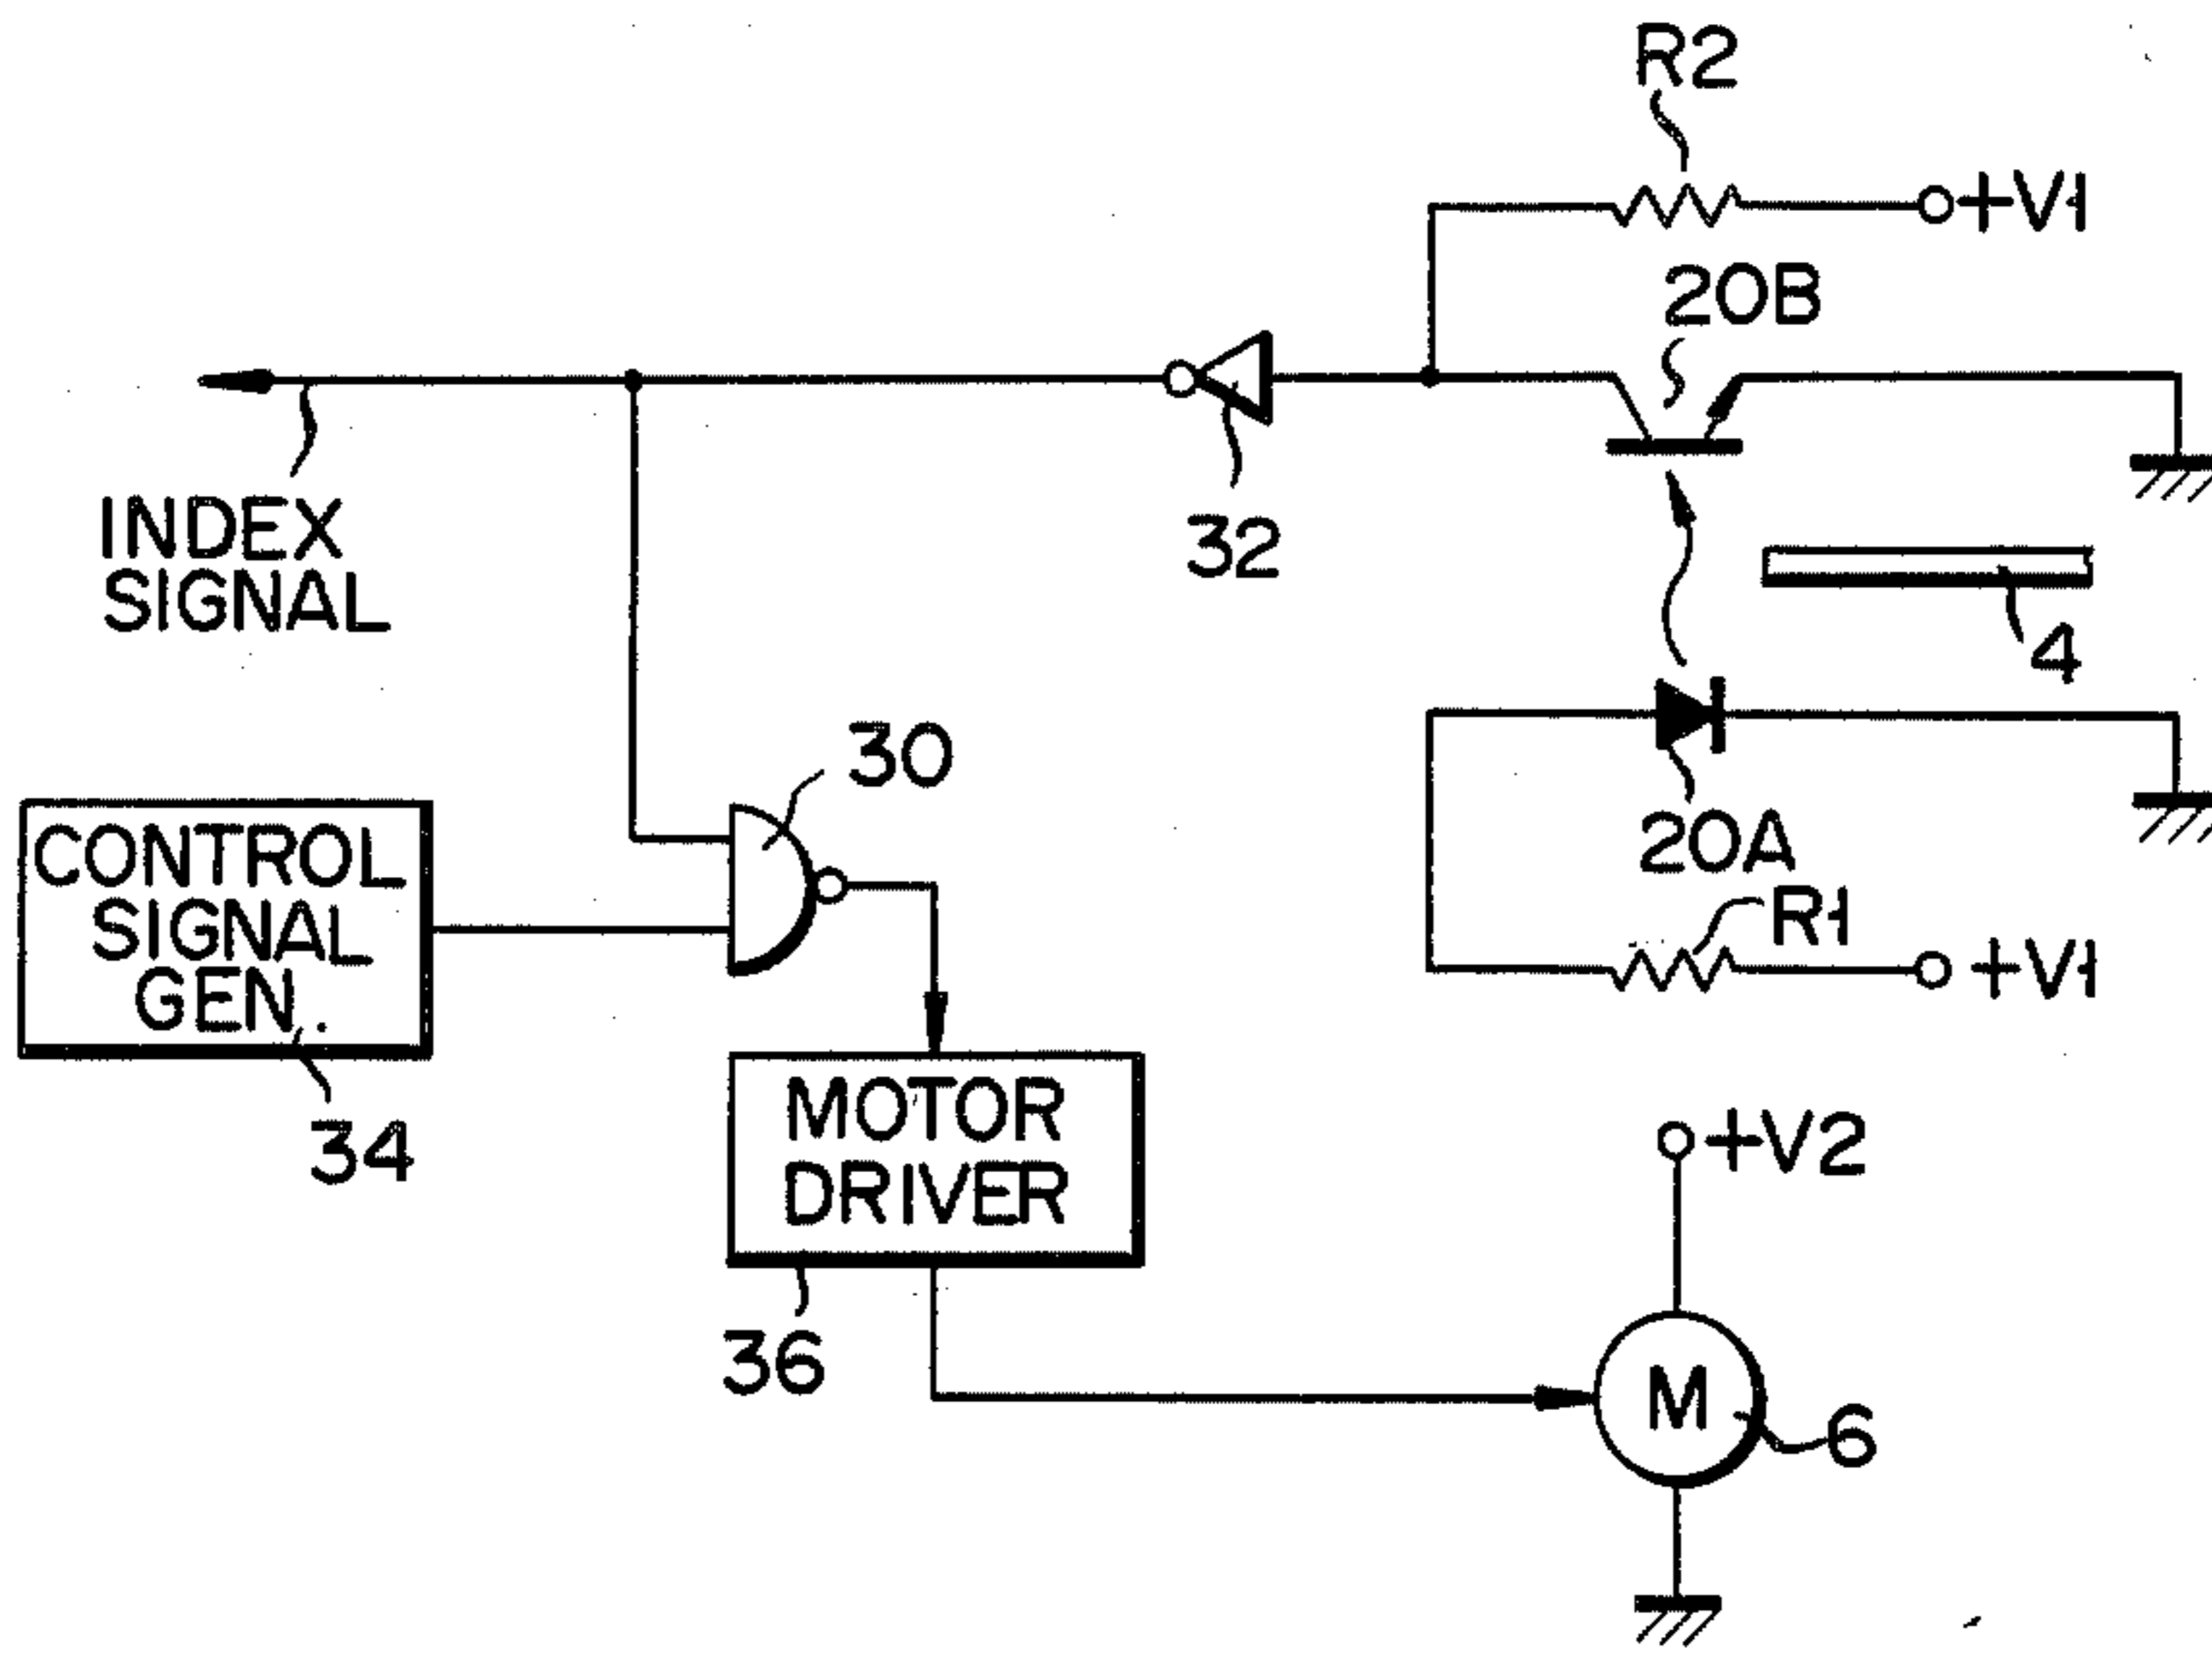 R2
+V1
20B
INDEX
SIGNAL
32
4
30
20A
CONTROL
SIGNAL
GEN.
R1
+V1
34
MOTOR
DRIVER
+V2
36
M
6